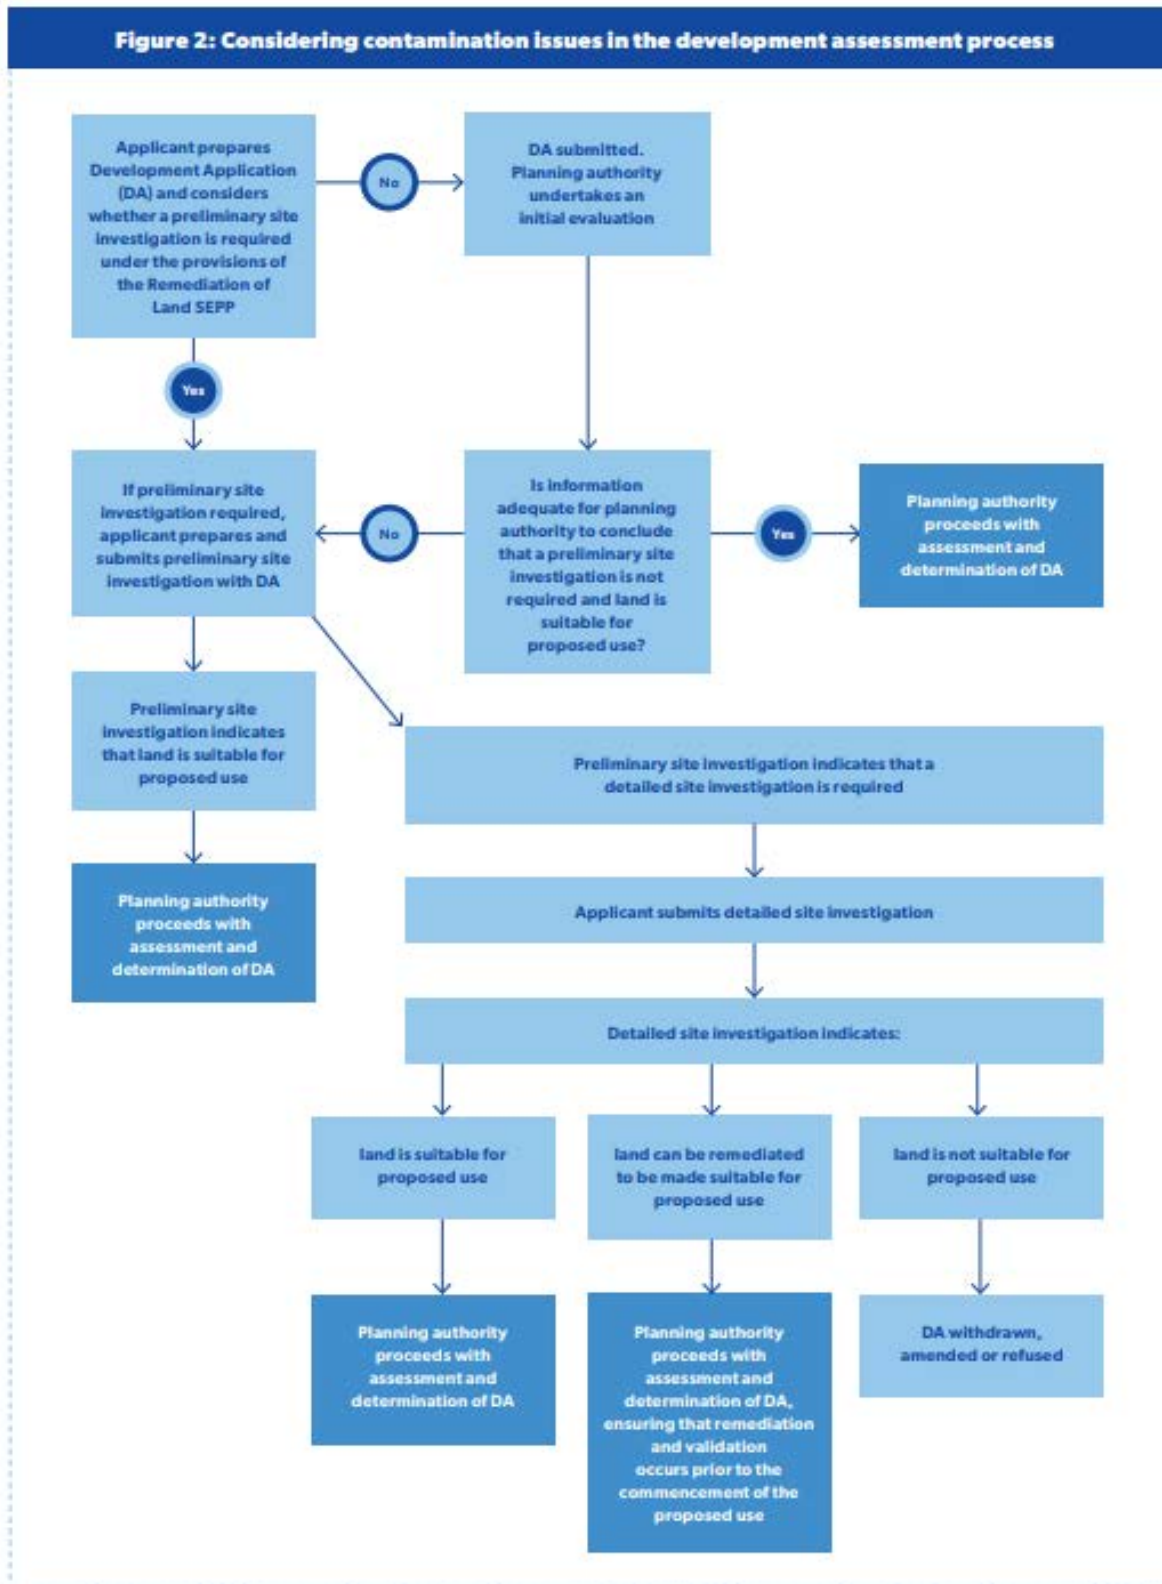 Figure 2: Considering contamination issues in the development assessment process
Applicant prepares
Development Application
(DA) and considers
whether a preliminary site
investigation is required
under the provisions of
the Remediation of
Land SEPP
No
DA submitted.
Planning authority
undertakes an
initial evaluation
Yes
If preliminary site
investigation required,
applicant prepares and
submits preliminary site
investigation with DA
No
Is information
adequate for planning
authority to conclude
that a preliminary site
investigation is not
required and land is
suitable for
proposed use?
Yes
Planning authority
proceeds with
assessment and
determination of DA
Preliminary site
investigation indicates
that land is suitable for
proposed use
Preliminary site investigation indicates that a
detailed site investigation is required
Planning authority
proceeds with
assessment and
determination of DA
Applicant submits detailed site investigation
Detailed site investigation indicates:
land is suitable for
proposed use
land can be remediated
to be made suitable for
proposed use
land is not suitable for
proposed use
Planning authority
proceeds with
assessment and
determination of DA
Planning authority
proceeds with
assessment and
determination of DA,
ensuring that remediation
and validation
occurs prior to the
commencement of the
proposed use
DA withdrawn,
amended or refused